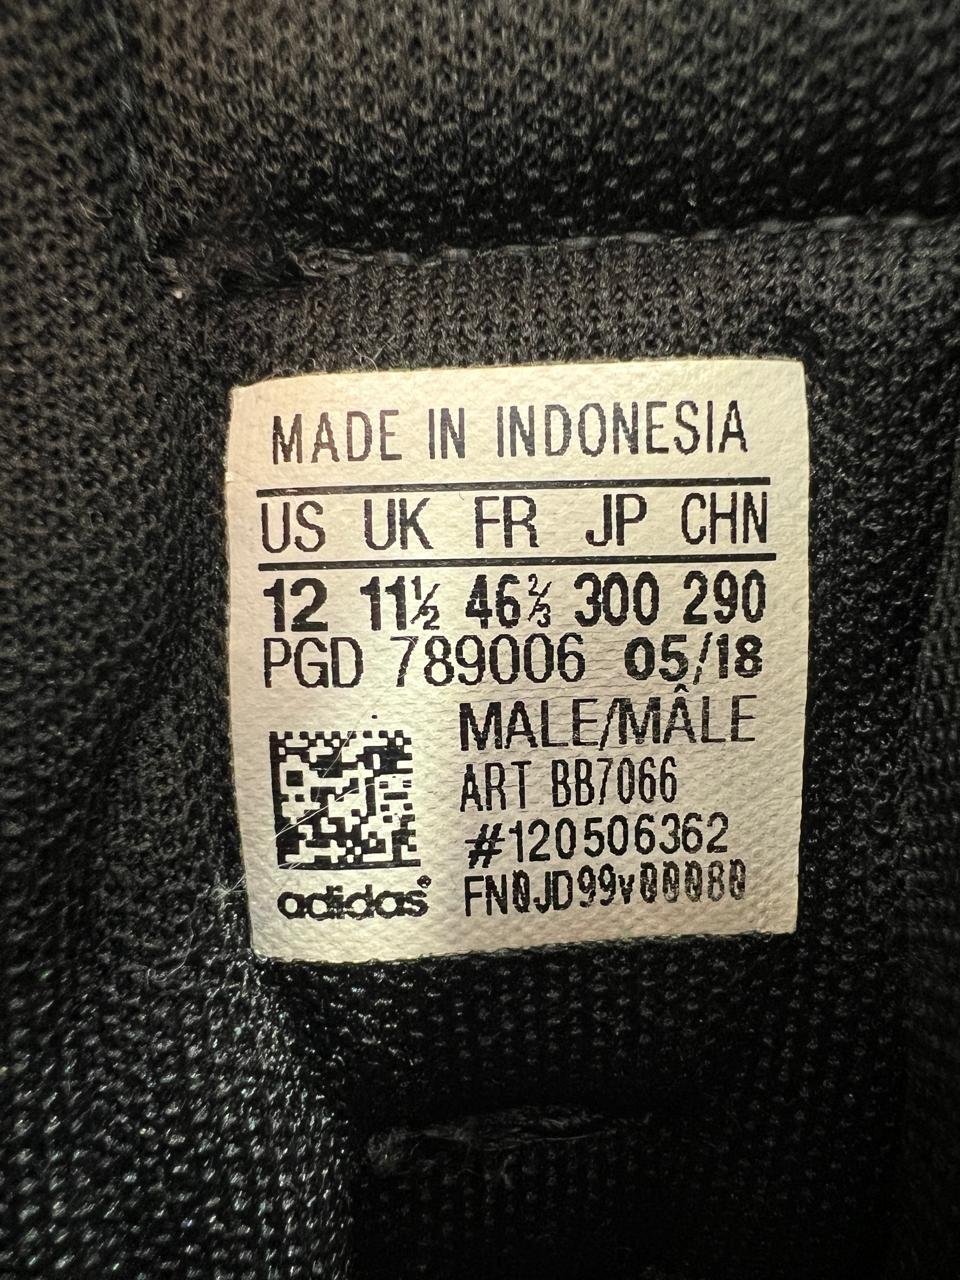 MADE IN INDONESIA
US UK FR JP CHN
12 11½ 46⅔ 300 290
PGD 789006 05/18
MALE/MÂLE
ART BB7066
#120506362
adidas® FN0JD99v00080